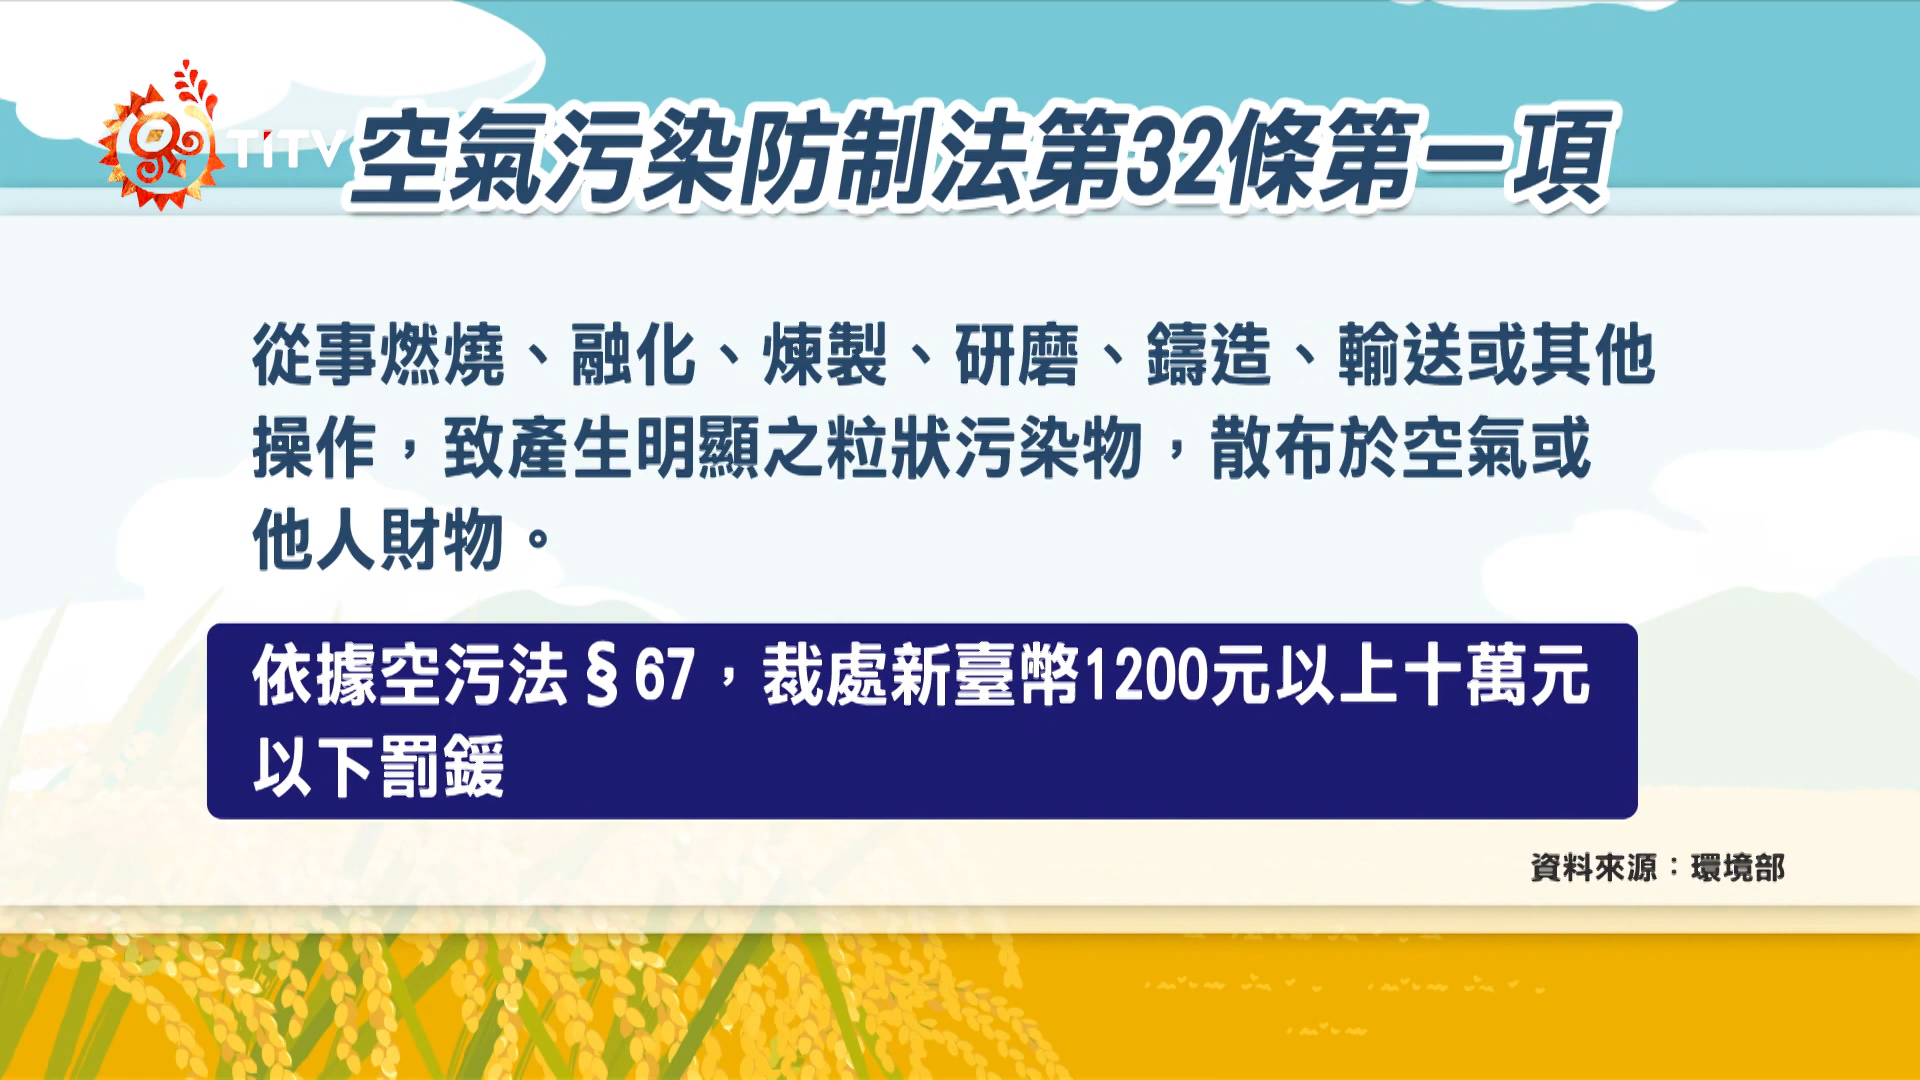 TiTV
空氣污染防制法第32條第一項
從事燃燒、融化、煉製、研磨、鑄造、輸送或其他
操作，致產生明顯之粒狀污染物，散布於空氣或
他人財物。
依據空污法§67，裁處新臺幣1200元以上十萬元
以下罰鍰
資料來源：環境部